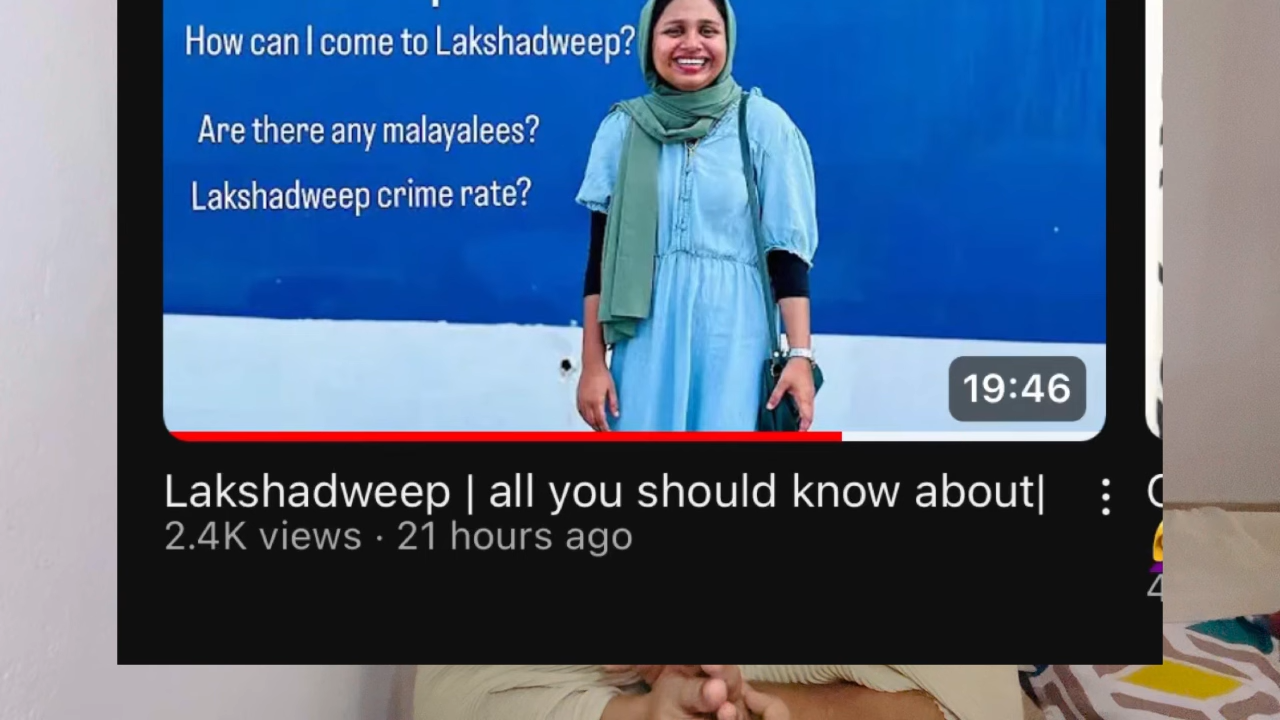 How can I come to Lakshadweep?
Are there any malayalees?
Lakshadweep crime rate?
19:46
Lakshadweep | all you should know about|
2.4K views · 21 hours ago